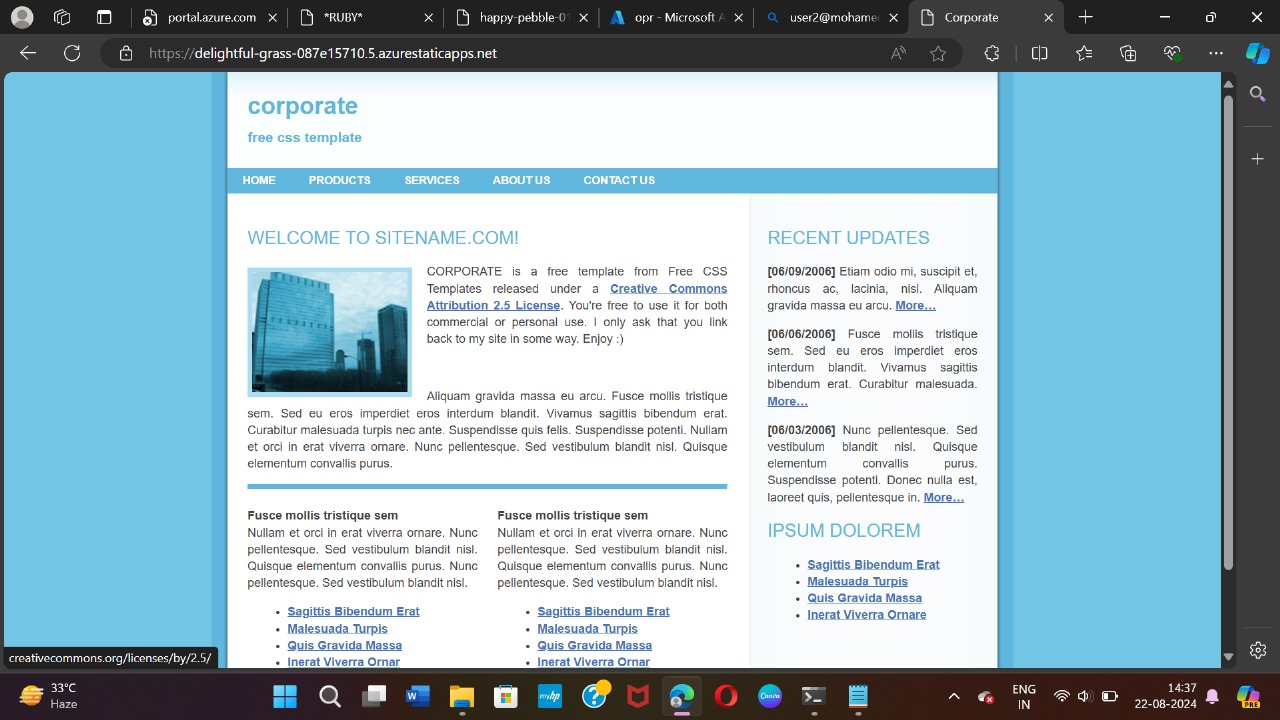 portal.azure.com
*RUBY*
happy-pebble-01
opr - Microsoft A
user2@mohame
Corporate
https://delightful-grass-087e15710.5.azurestaticapps.net
corporate
free css template
HOME PRODUCTS SERVICES ABOUT US CONTACT US
WELCOME TO SITENAME.COM!
CORPORATE is a free template from Free CSS
Templates released under a Creative Commons
Attribution 2.5 License. You're free to use it for both
commercial or personal use. I only ask that you link
back to my site in some way. Enjoy :)
Aliquam gravida massa eu arcu. Fusce mollis tristique
sem. Sed eu eros imperdiet eros interdum blandit. Vivamus sagittis bibendum erat.
Curabitur malesuada turpis nec ante. Suspendisse quis felis. Suspendisse potenti. Nullam
et orci in erat viverra ornare. Nunc pellentesque. Sed vestibulum blandit nisl. Quisque
elementum convallis purus.
Fusce mollis tristique sem
Nullam et orci in erat viverra ornare. Nunc
pellentesque. Sed vestibulum blandit nisl.
Quisque elementum convallis purus. Nunc
pellentesque. Sed vestibulum blandit nisl.
• Sagittis Bibendum Erat
• Malesuada Turpis
• Quis Gravida Massa
• Inerat Viverra Ornar
Fusce mollis tristique sem
Nullam et orci in erat viverra ornare. Nunc
pellentesque. Sed vestibulum blandit nisl.
Quisque elementum convallis purus. Nunc
pellentesque. Sed vestibulum blandit nisl.
• Sagittis Bibendum Erat
• Malesuada Turpis
• Quis Gravida Massa
• Inerat Viverra Ornar
RECENT UPDATES
[06/09/2006] Etiam odio mi, suscipit et,
rhoncus ac, lacinia, nisl. Aliquam
gravida massa eu arcu. More…
[06/06/2006] Fusce mollis tristique
sem. Sed eu eros imperdiet eros
interdum blandit. Vivamus sagittis
bibendum erat. Curabitur malesuada.
More…
[06/03/2006] Nunc pellentesque. Sed
vestibulum blandit nisl. Quisque
elementum convallis purus.
Suspendisse potenti. Donec nulla est,
laoreet quis, pellentesque in. More…
IPSUM DOLOREM
• Sagittis Bibendum Erat
• Malesuada Turpis
• Quis Gravida Massa
• Inerat Viverra Ornare
creativecommons.org/licenses/by/2.5/
33°C
Haze
myhp
Canva
ENG
IN
14:37
22-08-2024
PRE